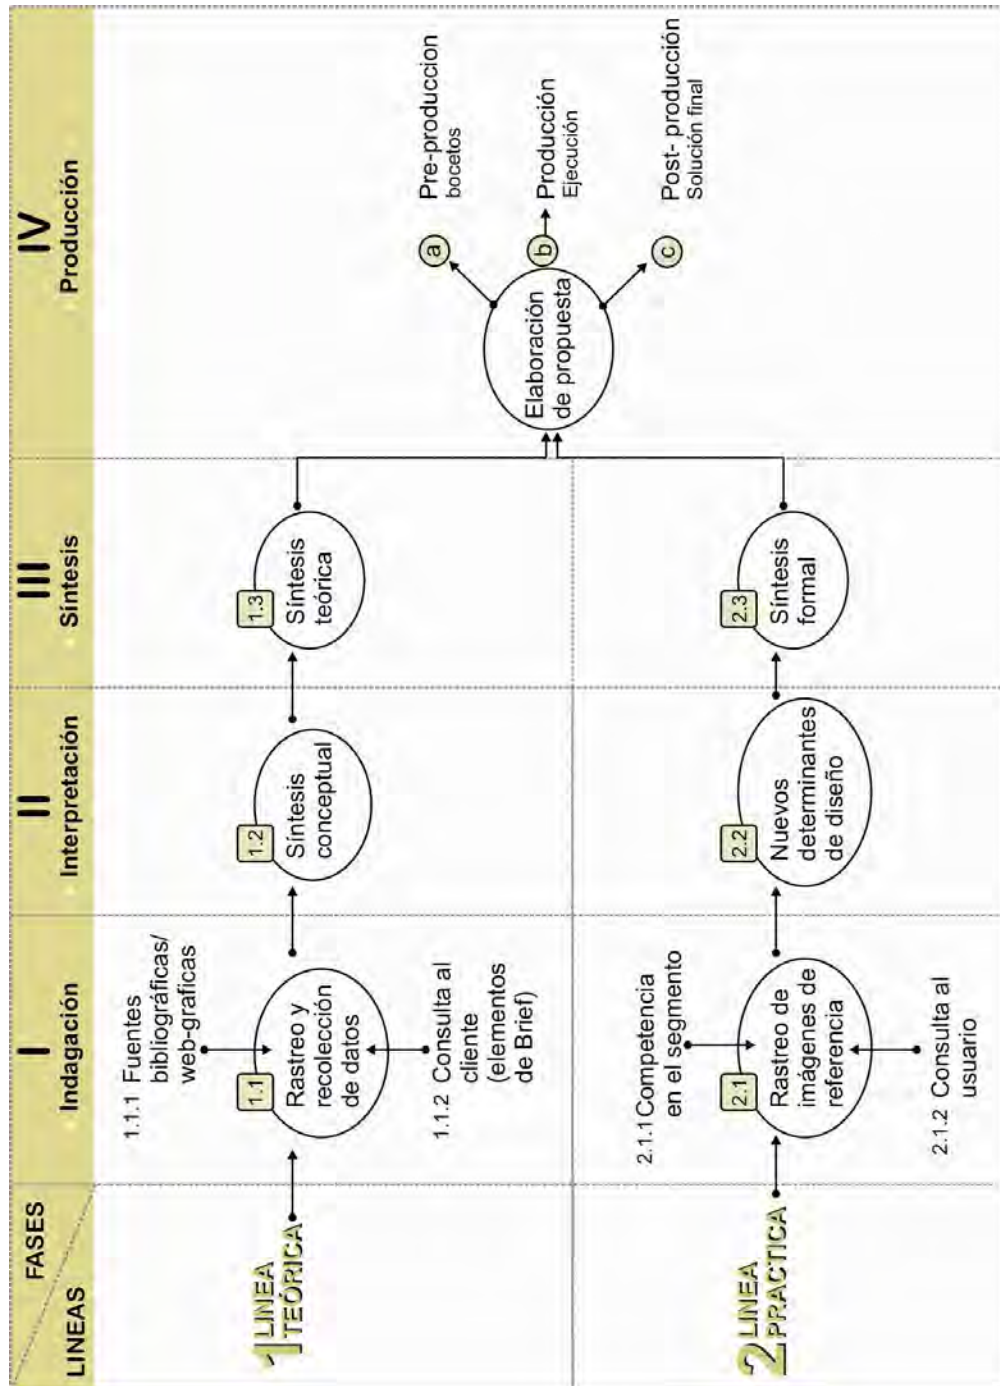 FASES
LINEAS
I
• Indagación
II
• Interpretación
III
• Síntesis
IV
• Producción
1 LINEA
TEÓRICA
1.1.1 Fuentes
bibliográficas/
web-graficas
1.1
Rastreo y
recolección
de datos
1.1.2 Consulta al
cliente
(elementos
de Brief)
1.2
Síntesis
conceptual
1.3
Síntesis
teórica
2 LINEA
PRACTICA
2.1.1 Competencia
en el segmento
2.1
Rastreo de
imágenes de
referencia
2.1.2 Consulta al
usuario
2.2
Nuevos
determinantes
de diseño
2.3
Síntesis
formal
Elaboración
de propuesta
a
Pre-produccion
bocetos
b
Producción
Ejecución
c
Post- producción
Solución final